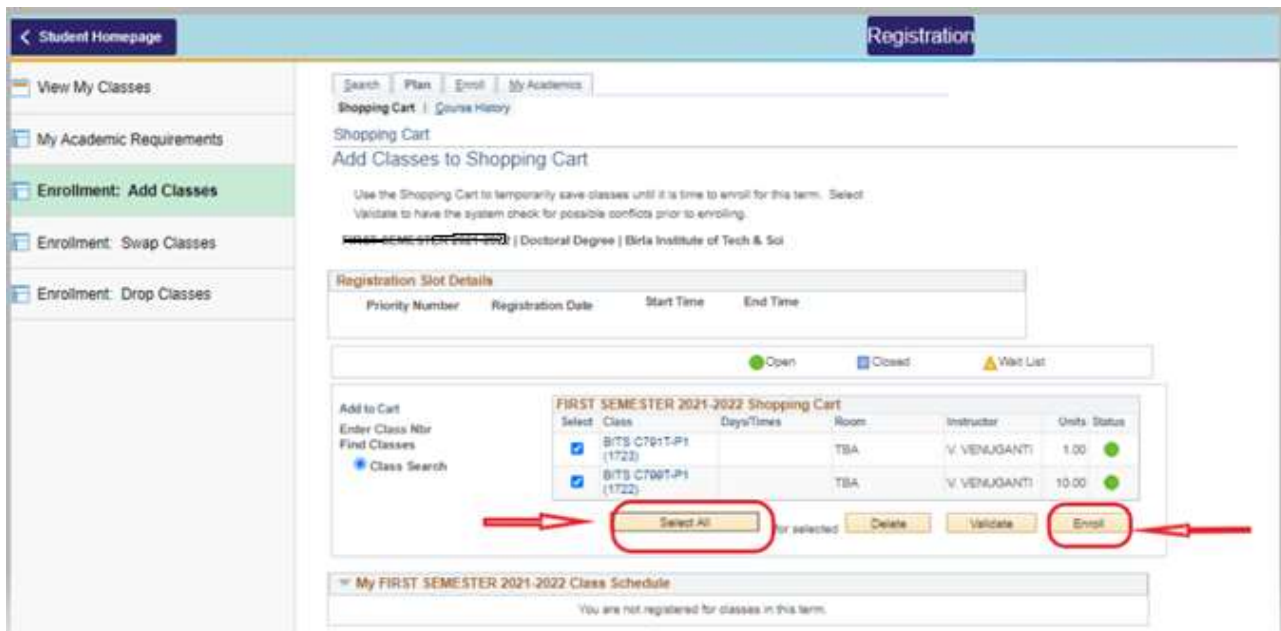 Student Homepage
Registration
View My Classes
My Academic Requirements
Enrollment: Add Classes
Enrollment: Swap Classes
Enrollment: Drop Classes
Search Plan Enroll My Academics
Shopping Cart | Course History
Shopping Cart
Add Classes to Shopping Cart
Use the Shopping Cart to temporarily save classes until it is time to enroll for this term. Select
Validate to have the system check for possible conflicts prior to enrolling.
FIRST SEMESTER 2021-2022 | Doctoral Degree | Birla Institute of Tech & Sci
Registration Slot Details
Priority Number Registration Date Start Time End Time
Open Closed Wait List
Add to Cart
Enter Class Nbr
Find Classes
Class Search
FIRST SEMESTER 2021-2022 Shopping Cart
Select Class Days/Times Room Instructor Units Status
BITS C791T-P1
(1723) TBA V. VENUGANTI 1.00
BITS C799T-P1
(1722) TBA V. VENUGANTI 10.00
Select All for selected Delete Validate Enroll
My FIRST SEMESTER 2021-2022 Class Schedule
You are not registered for classes in this term.